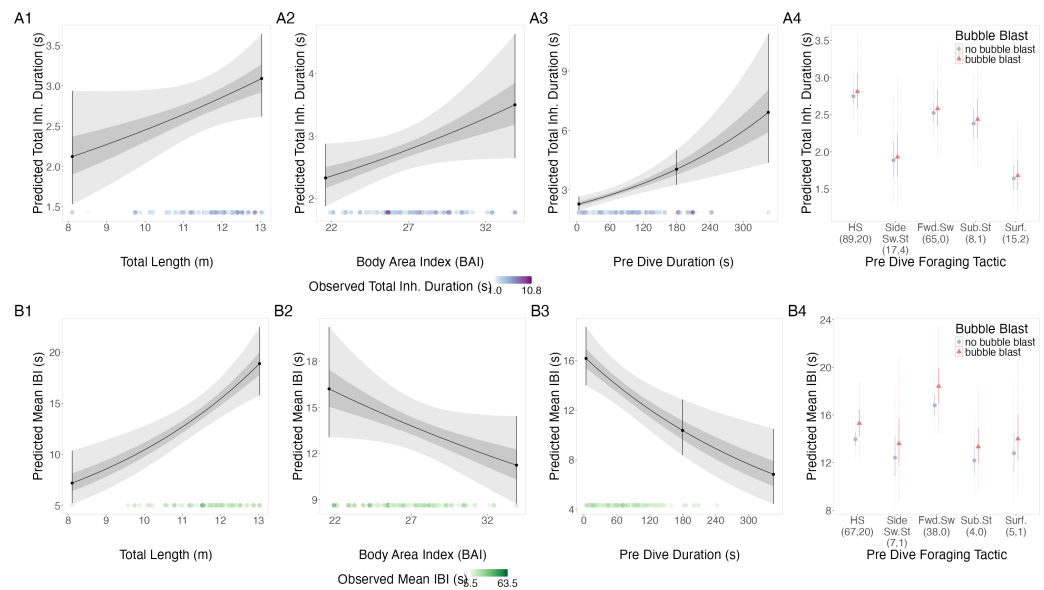 A1
Predicted Total Inh. Duration (s)
3.5
3.0
2.5
2.0
1.5
8 9 10 11 12 13
Total Length (m)
A2
Predicted Total Inh. Duration (s)
4
3
2
22 27 32
Body Area Index (BAI)
A3
Predicted Total Inh. Duration (s)
9
6
3
0 60 120 180 240 300
Pre Dive Duration (s)
A4
Predicted Total Inh. Duration (s)
3.5
3.0
2.5
2.0
1.5
Bubble Blast
no bubble blast
bubble blast
HS (89,20)
Side Sw.St (17,4)
Fwd.Sw (65,0)
Sub.St (8,1)
Surf. (15,2)
Pre Dive Foraging Tactic
Observed Total Inh. Duration (s)
1.0 10.8
B1
Predicted Mean IBI (s)
20
15
10
5
8 9 10 11 12 13
Total Length (m)
B2
Predicted Mean IBI (s)
18
15
12
9
22 27 32
Body Area Index (BAI)
B3
Predicted Mean IBI (s)
16
12
8
4
0 60 120 180 240 300
Pre Dive Duration (s)
B4
Predicted Mean IBI (s)
24
20
16
12
8
Bubble Blast
no bubble blast
bubble blast
HS (67,20)
Side Sw.St (7,1)
Fwd.Sw (38,0)
Sub.St (4,0)
Surf. (5,1)
Pre Dive Foraging Tactic
Observed Mean IBI (s)
5.5 63.5